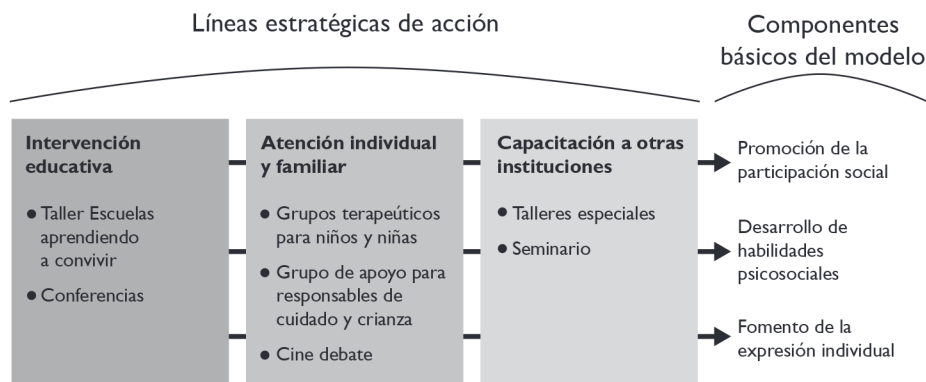 Líneas estratégicas de acción
Componentes
básicos del modelo
Intervención
educativa
● Taller Escuelas
aprendiendo
a convivir
● Conferencias
Atención individual
y familiar
● Grupos terapeúticos
para niños y niñas
● Grupo de apoyo para
responsables de
cuidado y crianza
● Cine debate
Capacitación a otras
instituciones
● Talleres especiales
● Seminario
Promoción de la
participación social
Desarrollo de
habilidades
psicosociales
Fomento de la
expresión individual